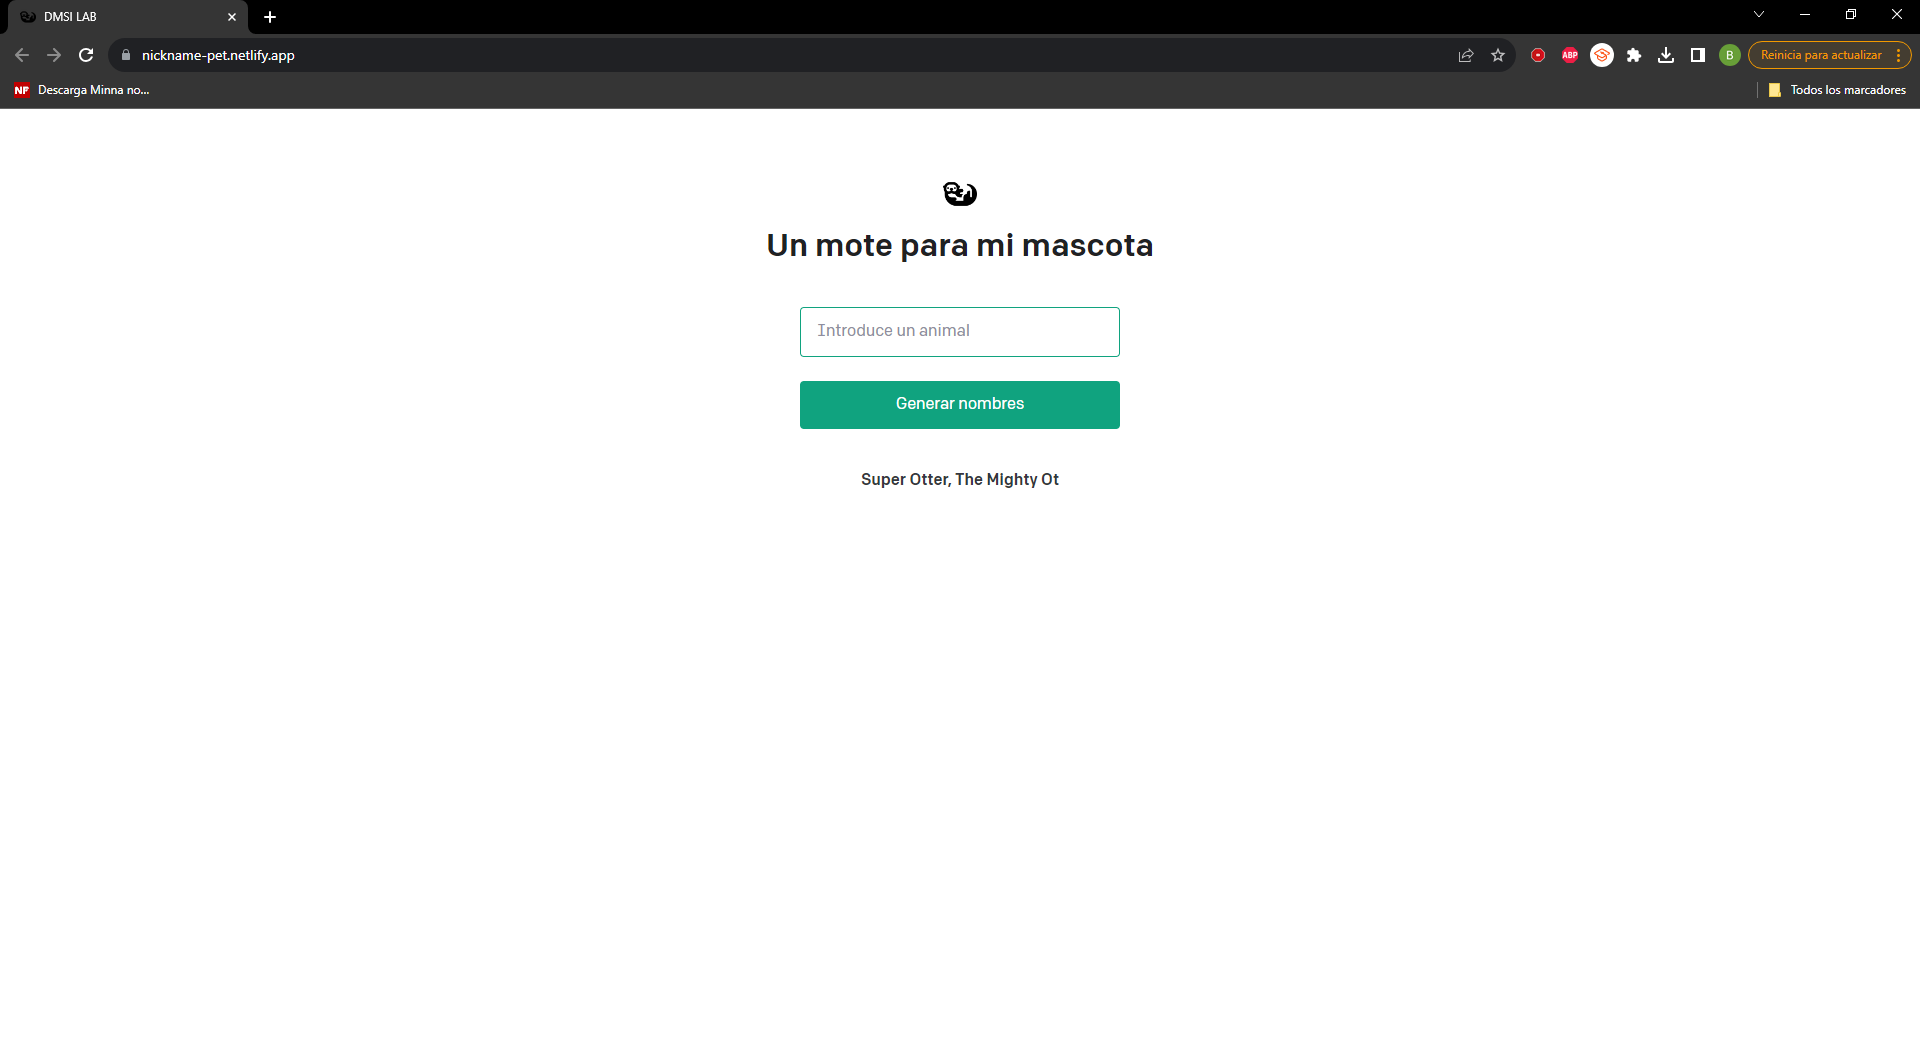 DMSI LAB
nickname-pet.netlify.app
ABP
B
Reinicia para actualizar
NF
Descarga Minna no...
Todos los marcadores
Un mote para mi mascota
Introduce un animal
Generar nombres
Super Otter, The Mighty Ot